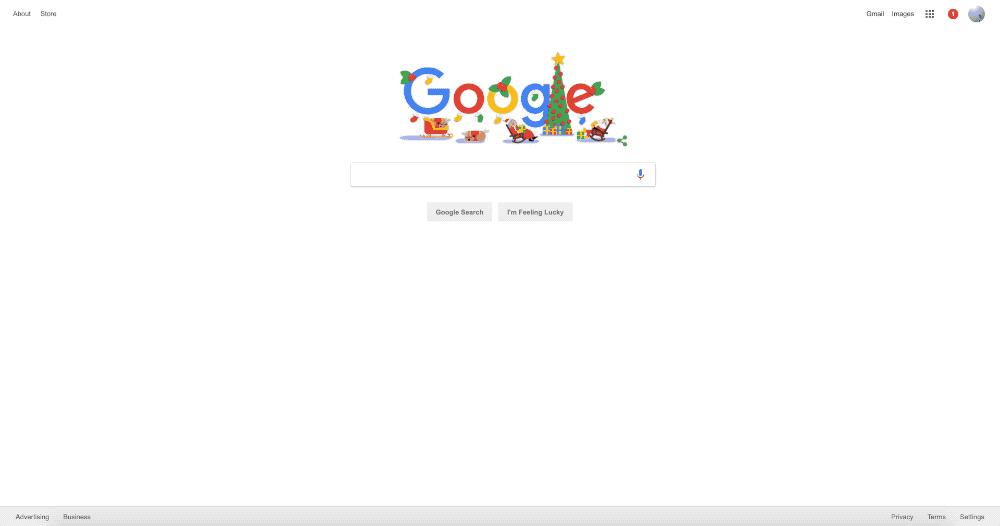 About Store
Gmail Images 1
Google
Google Search I'm Feeling Lucky
Advertising Business
Privacy Terms Settings